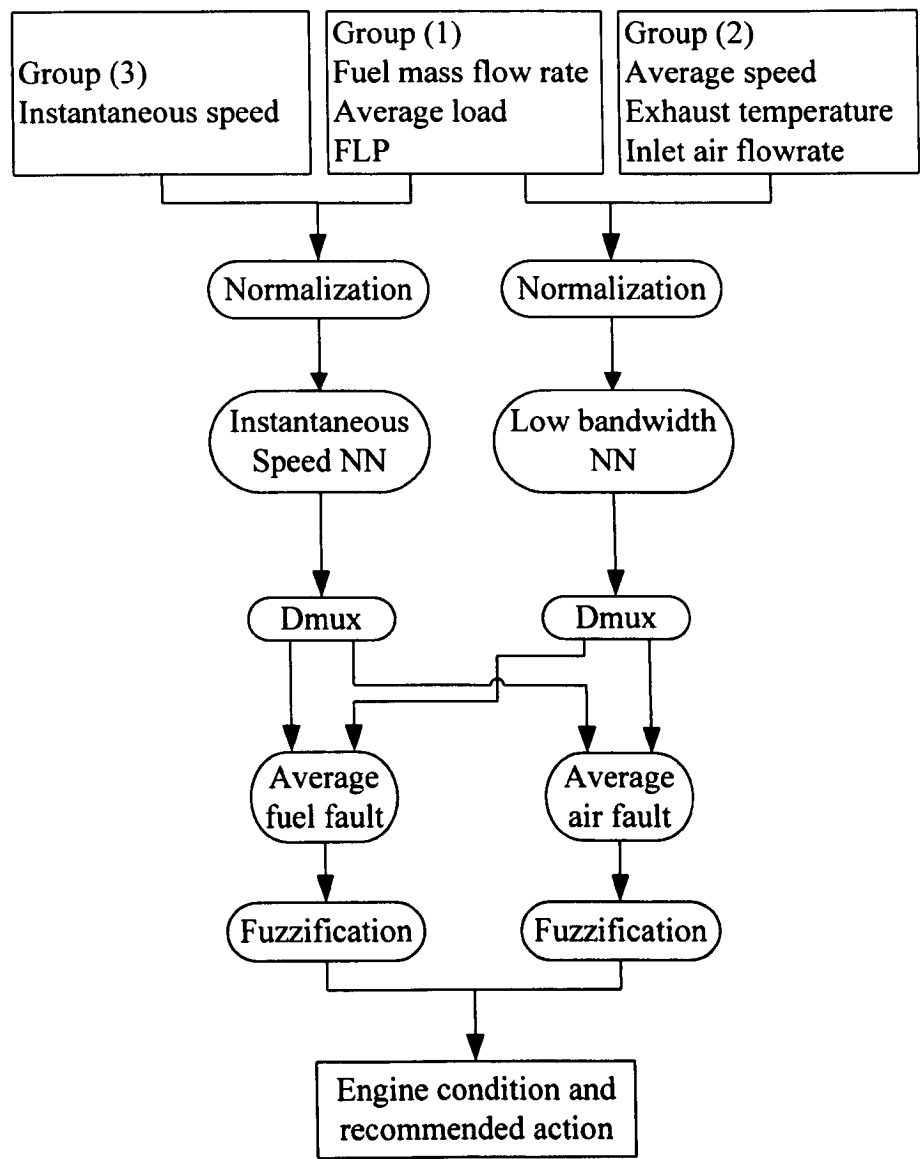 Group (3)
Instantaneous speed
Group (1)
Fuel mass flow rate
Average load
FLP
Group (2)
Average speed
Exhaust temperature
Inlet air flowrate
Normalization
Normalization
Instantaneous
Speed NN
Low bandwidth
NN
Dmux
Dmux
Average
fuel fault
Average
air fault
Fuzzification
Fuzzification
Engine condition and
recommended action